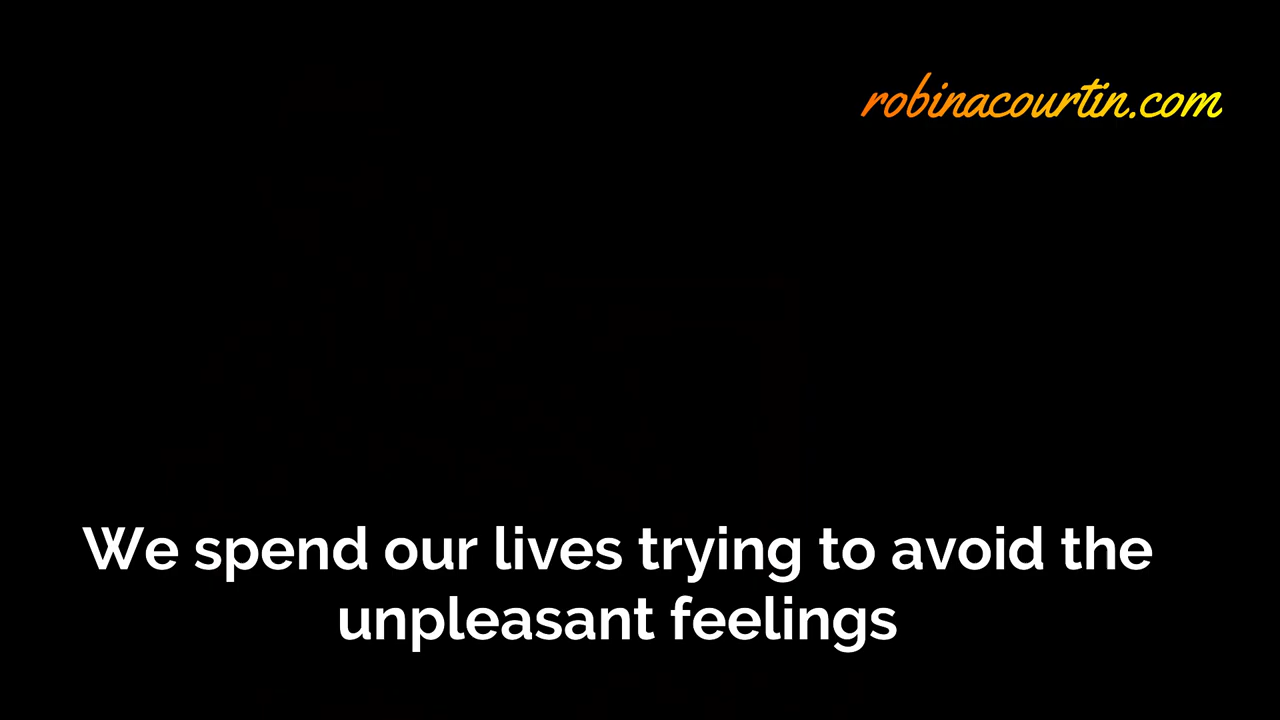 robinacourtin.com
We spend our lives trying to avoid the
unpleasant feelings